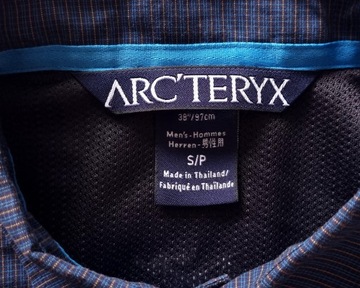 ARC'TERYX
38"/97cm
Men's-Hommes
Herren-男性用
S/P
Made in Thailand/
Fabriqué en Thaïlande